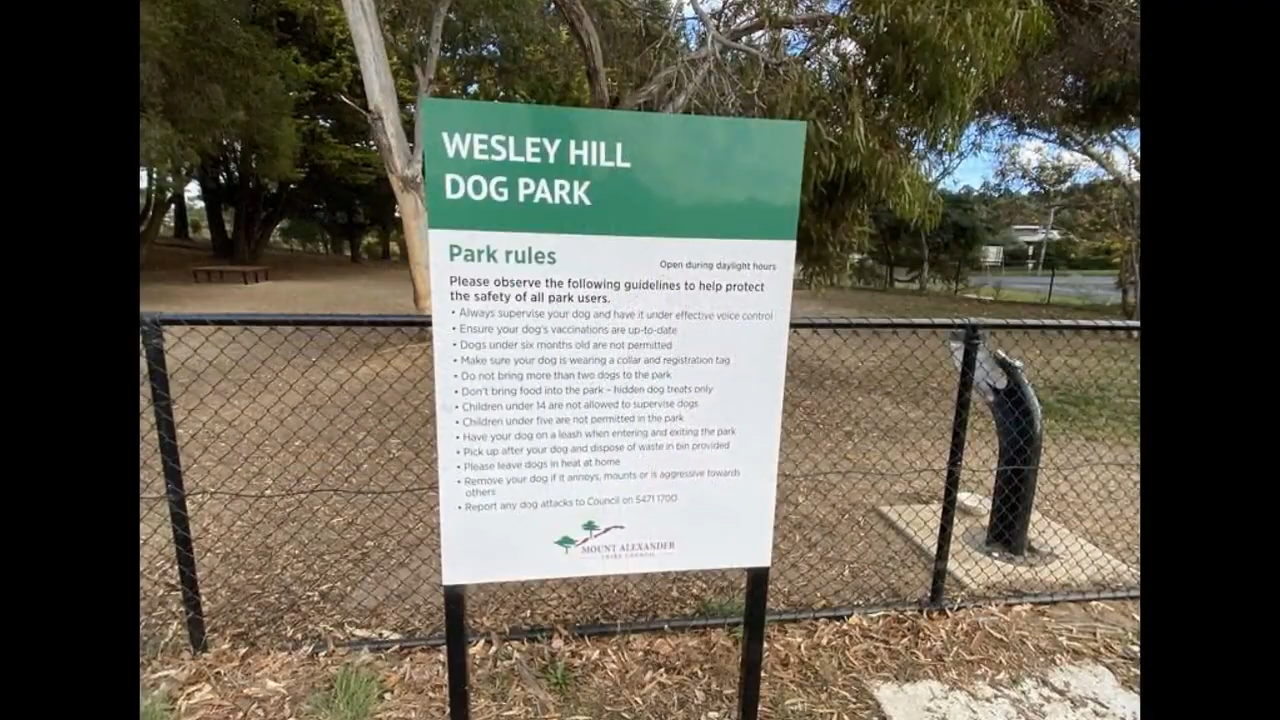 WESLEY HILL
DOG PARK
Park rules
Open during daylight hours
Please observe the following guidelines to help protect
the safety of all park users.
• Always supervise your dog and have it under effective voice control
• Ensure your dog's vaccinations are up-to-date
• Dogs under six months old are not permitted
• Make sure your dog is wearing a collar and registration tag
• Do not bring more than two dogs to the park
• Don't bring food into the park – hidden dog treats only
• Children under 14 are not allowed to supervise dogs
• Children under five are not permitted in the park
• Have your dog on a leash when entering and exiting the park
• Pick up after your dog and dispose of waste in bin provided
• Please leave dogs in heat at home
• Remove your dog if it annoys, mounts or is aggressive towards
others
• Report any dog attacks to Council on 5471 1700
MOUNT ALEXANDER
SHIRE COUNCIL